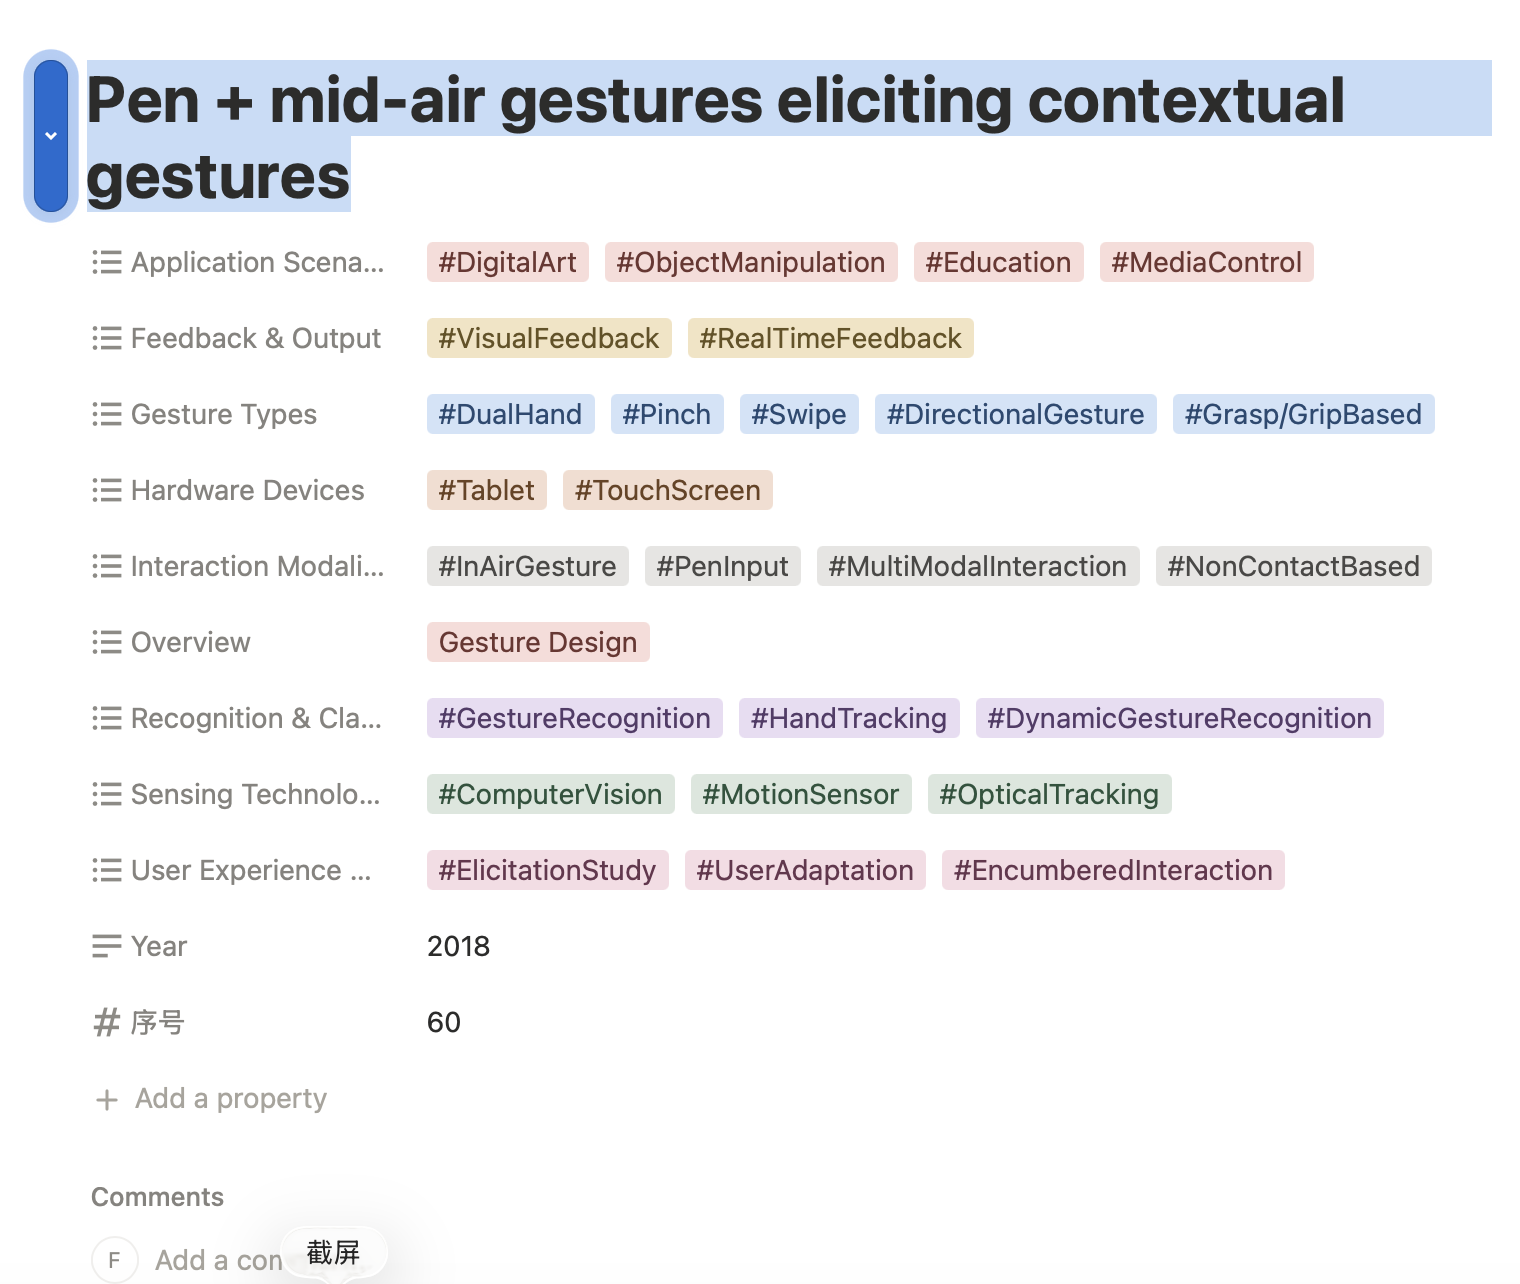 Pen + mid-air gestures eliciting contextual
gestures
Application Scena... #DigitalArt #ObjectManipulation #Education #MediaControl
Feedback & Output #VisualFeedback #RealTimeFeedback
Gesture Types #DualHand #Pinch #Swipe #DirectionalGesture #Grasp/GripBased
Hardware Devices #Tablet #TouchScreen
Interaction Modali... #InAirGesture #PenInput #MultiModalInteraction #NonContactBased
Overview Gesture Design
Recognition & Cla... #GestureRecognition #HandTracking #DynamicGestureRecognition
Sensing Technolo... #ComputerVision #MotionSensor #OpticalTracking
User Experience ... #ElicitationStudy #UserAdaptation #EncumberedInteraction
Year 2018
# 序号 60
+ Add a property
Comments
F Add a
截屏